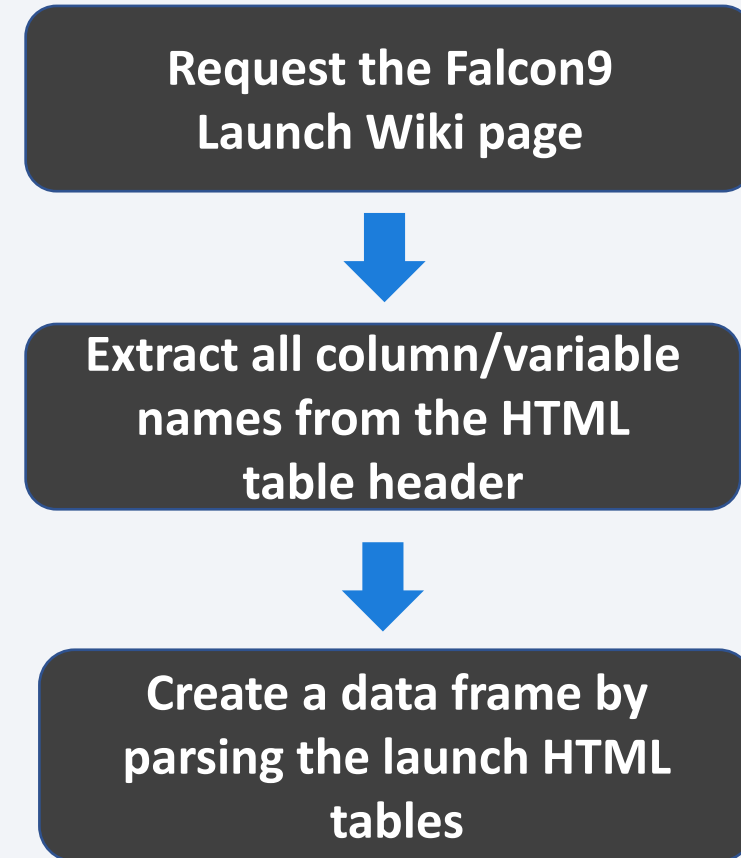 Request the Falcon9
Launch Wiki page
Extract all column/variable
names from the HTML
table header
Create a data frame by
parsing the launch HTML
tables